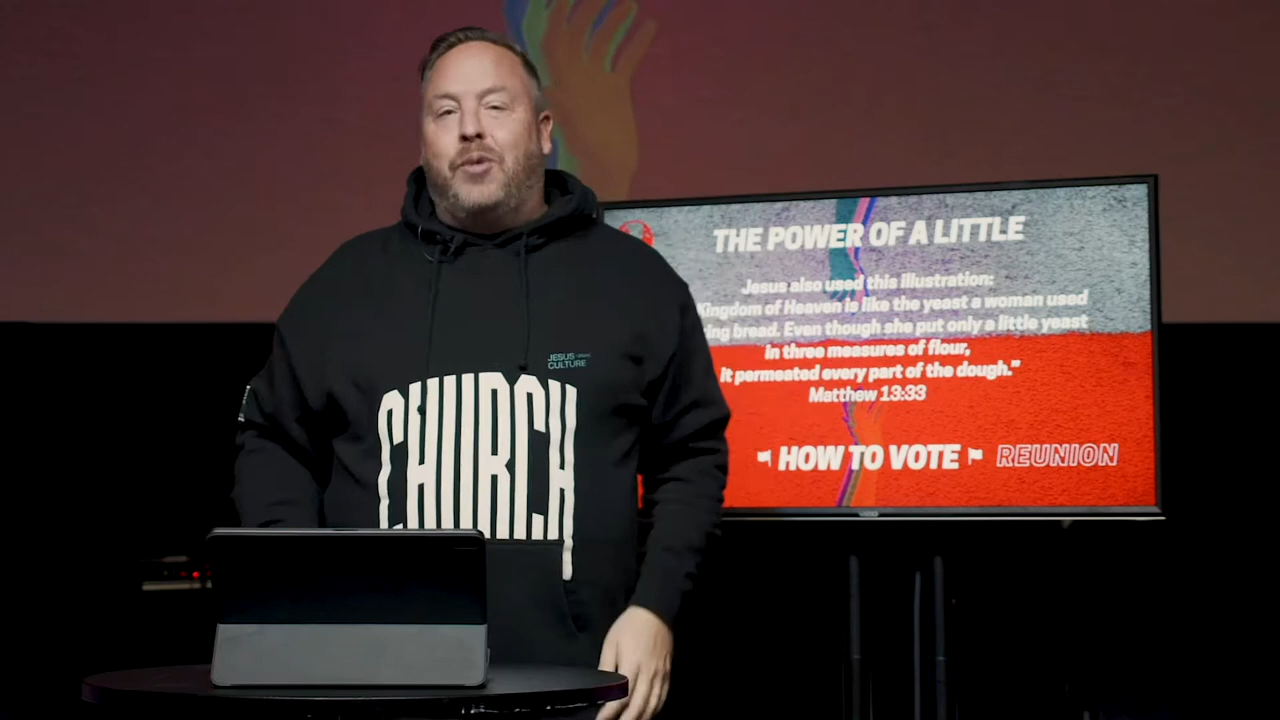 THE POWER OF A LITTLE
Jesus also used this illustration:
Kingdom of Heaven is like the yeast a woman used
ing bread. Even though she put only a little yeast
in three measures of flour,
it permeated every part of the dough.”
Matthew 13:33
HOW TO VOTE REUNION
JESUS
CULTURE
CHURCH
VIZIO